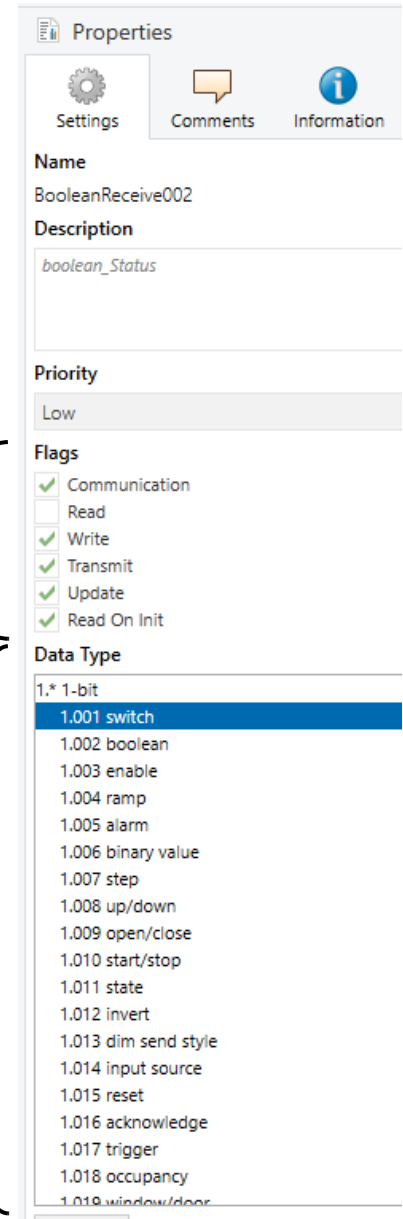 Properties
Settings Comments Information
Name
BooleanReceive002
Description
boolean_Status
Priority
Low
Flags
Communication
Read
Write
Transmit
Update
Read On Init
Data Type
1.* 1-bit
1.001 switch
1.002 boolean
1.003 enable
1.004 ramp
1.005 alarm
1.006 binary value
1.007 step
1.008 up/down
1.009 open/close
1.010 start/stop
1.011 state
1.012 invert
1.013 dim send style
1.014 input source
1.015 reset
1.016 acknowledge
1.017 trigger
1.018 occupancy
1.019 window/door